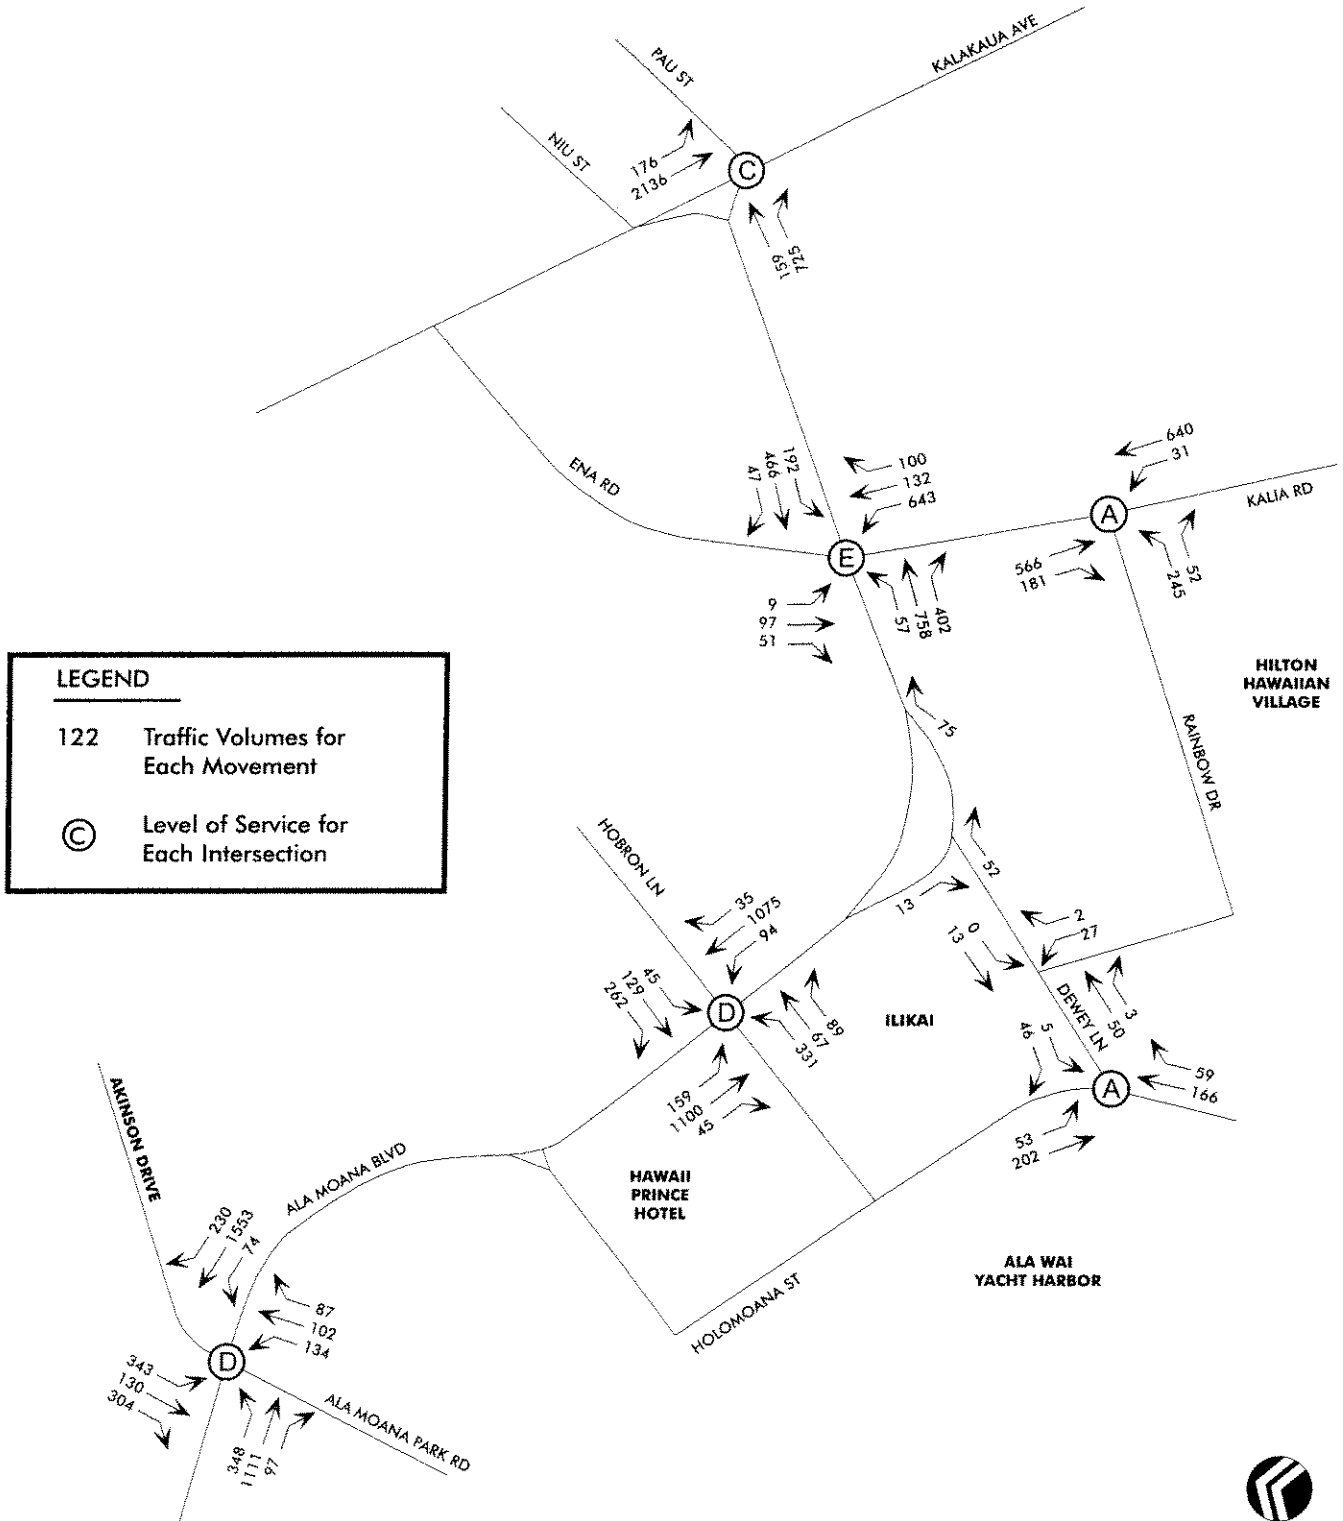 KALAKAUA AVE
PAU ST
NIU ST
C
176
2136
159
725
ENA RD
47
466
192
100
132
643
640
31
KALIA RD
A
E
566
181
245
52
9
97
51
57
758
402
HILTON
HAWAIIAN
VILLAGE
LEGEND
122 Traffic Volumes for
Each Movement
C Level of Service for
Each Intersection
75
RAINBOW DR
HOBRON LN
52
35
1075
94
13
2
27
0
13
45
129
262
D
89
67
331
ILIKAI
DEWEY LN
3
50
5
46
59
166
A
159
1100
45
53
202
AKINSON DRIVE
ALA MOANA BLVD
HAWAII
PRINCE
HOTEL
ALA WAI
YACHT HARBOR
HOLOMOANA ST
230
1553
74
87
102
134
D
343
130
304
348
1111
97
ALA MOANA PARK RD